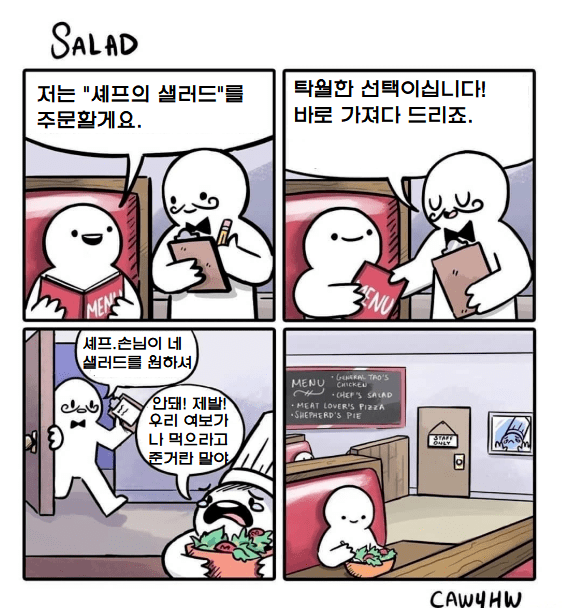 SALAD
저는 "셰프의 샐러드"를
주문할게요.
탁월한 선택이십니다!
바로 가져다 드리죠.
MENU
MENU
셰프.손님이 네
샐러드를 원하셔
안돼! 제발!
우리 여보가
나 먹으라고
준거란 말야
MENU
• GENERAL TAO'S
CHICKEN
• CHEF'S SALAD
• MEAT LOVER'S PIZZA
• SHEPHERD'S PIE
STAFF
ONLY
CAWYHW